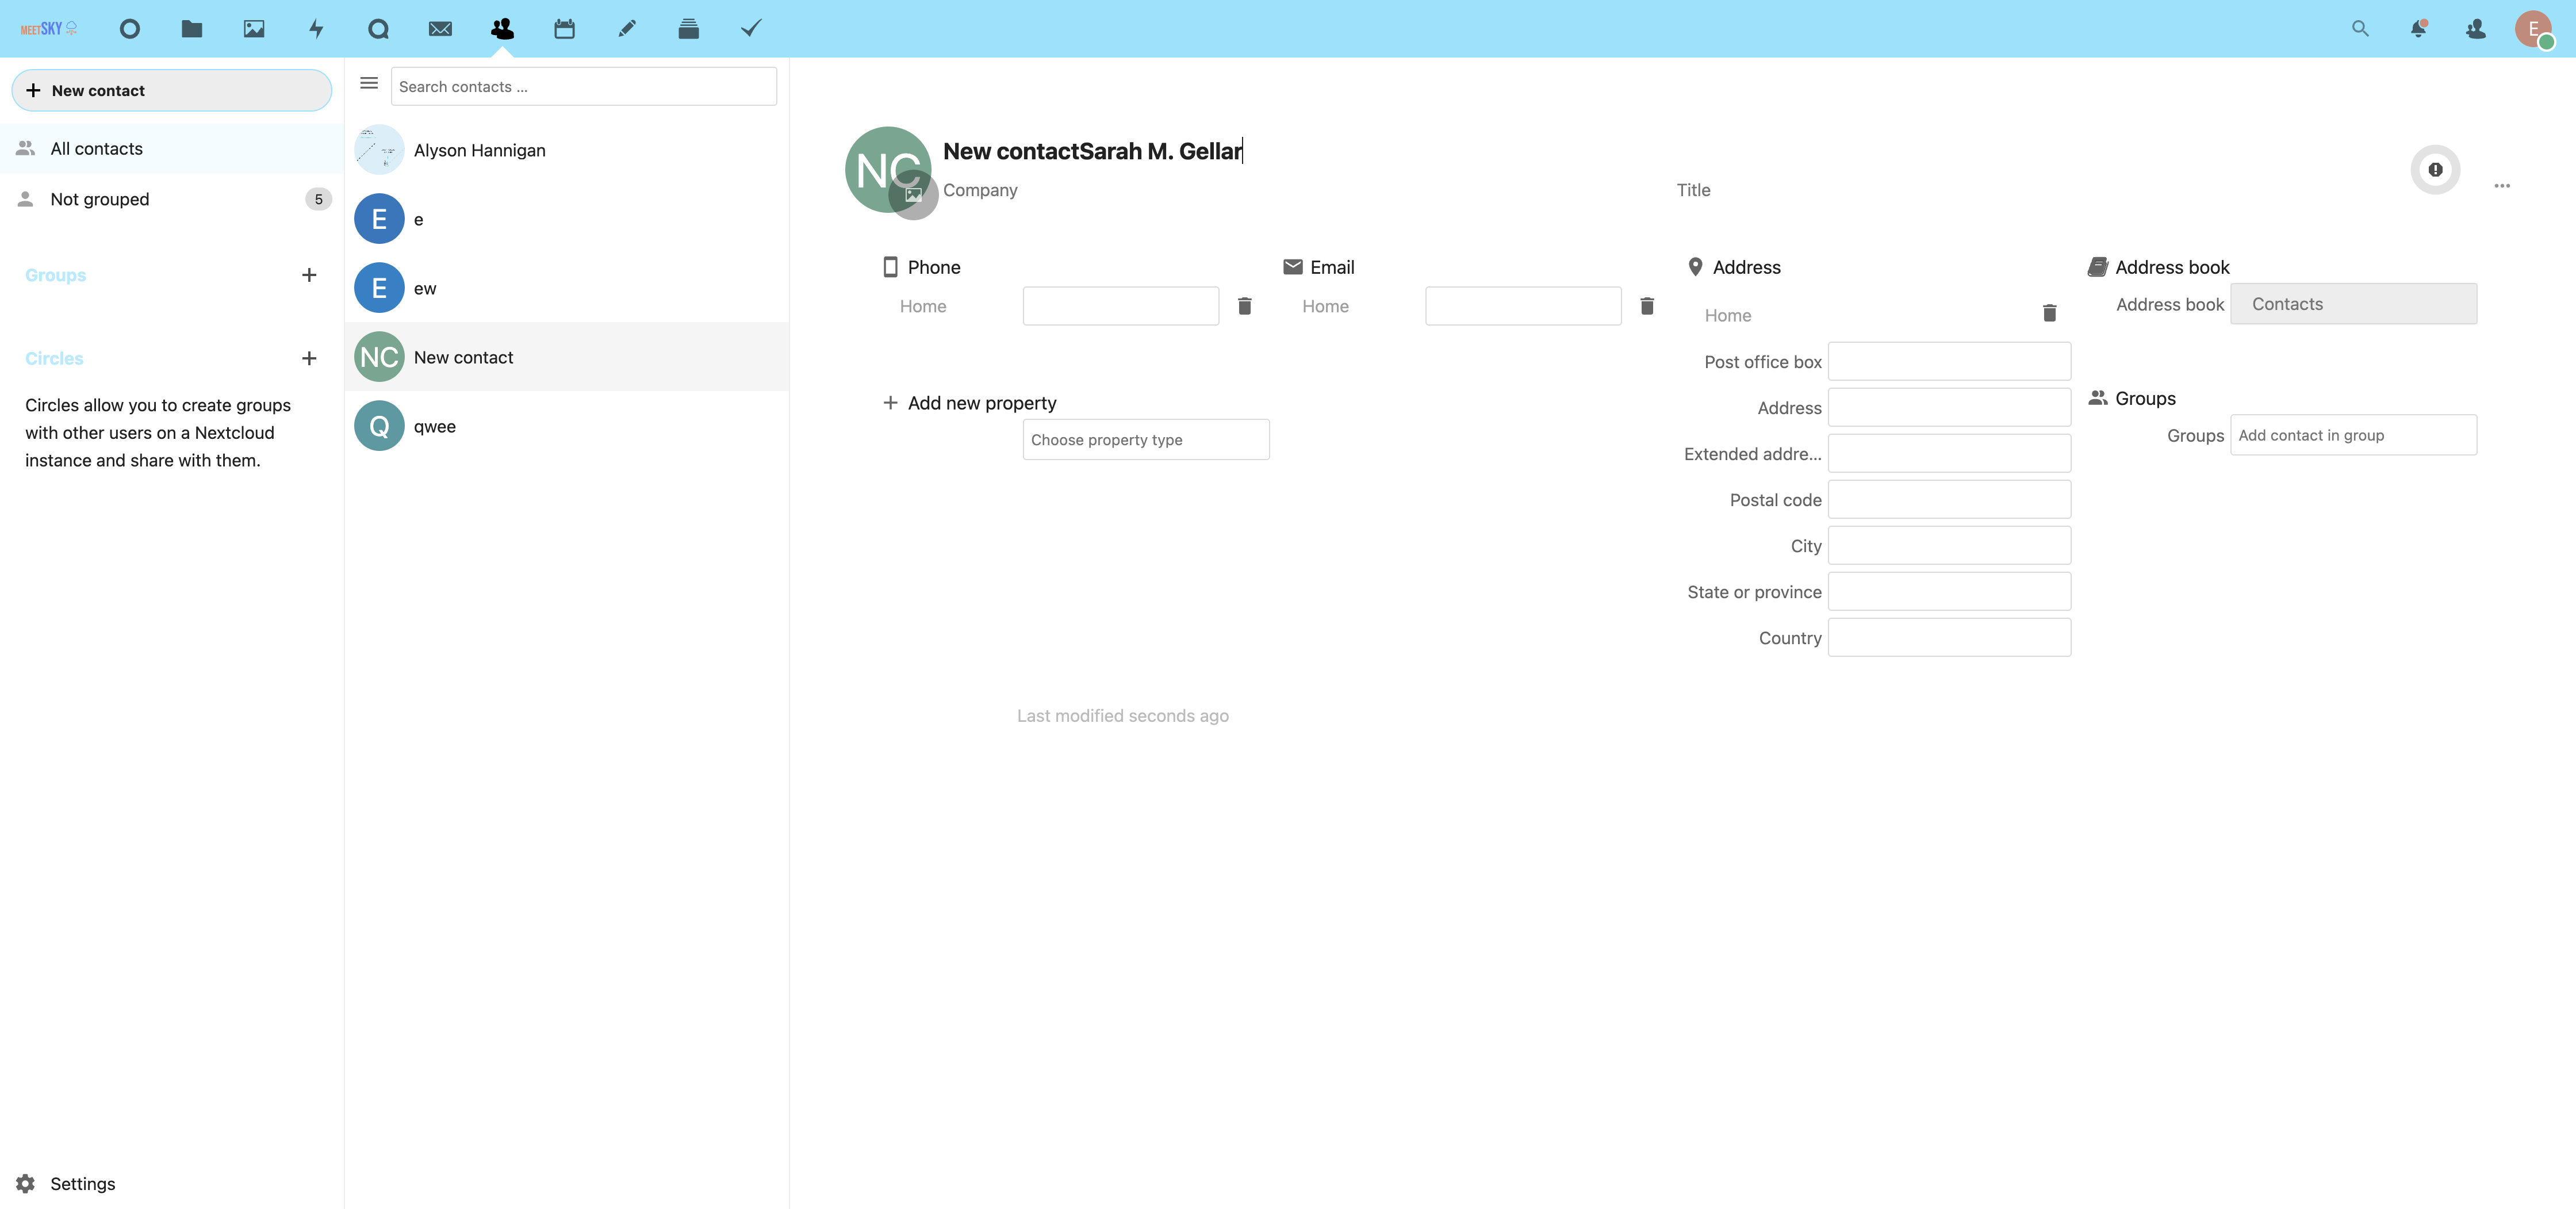 MEETSKY
E
New contact
All contacts
Not grouped
5
Groups
Circles
Circles allow you to create groups
with other users on a Nextcloud
instance and share with them.
Settings
Search contacts ...
Alyson Hannigan
E
e
E
ew
NC
New contact
Q
qwee
NC
New contactSarah M. Gellar
Company
Title
Phone
Home
Email
Home
Address
Home
Post office box
Address
Extended addre...
Postal code
City
State or province
Country
Address book
Address book
Contacts
Groups
Groups
Add contact in group
Add new property
Choose property type
Last modified seconds ago